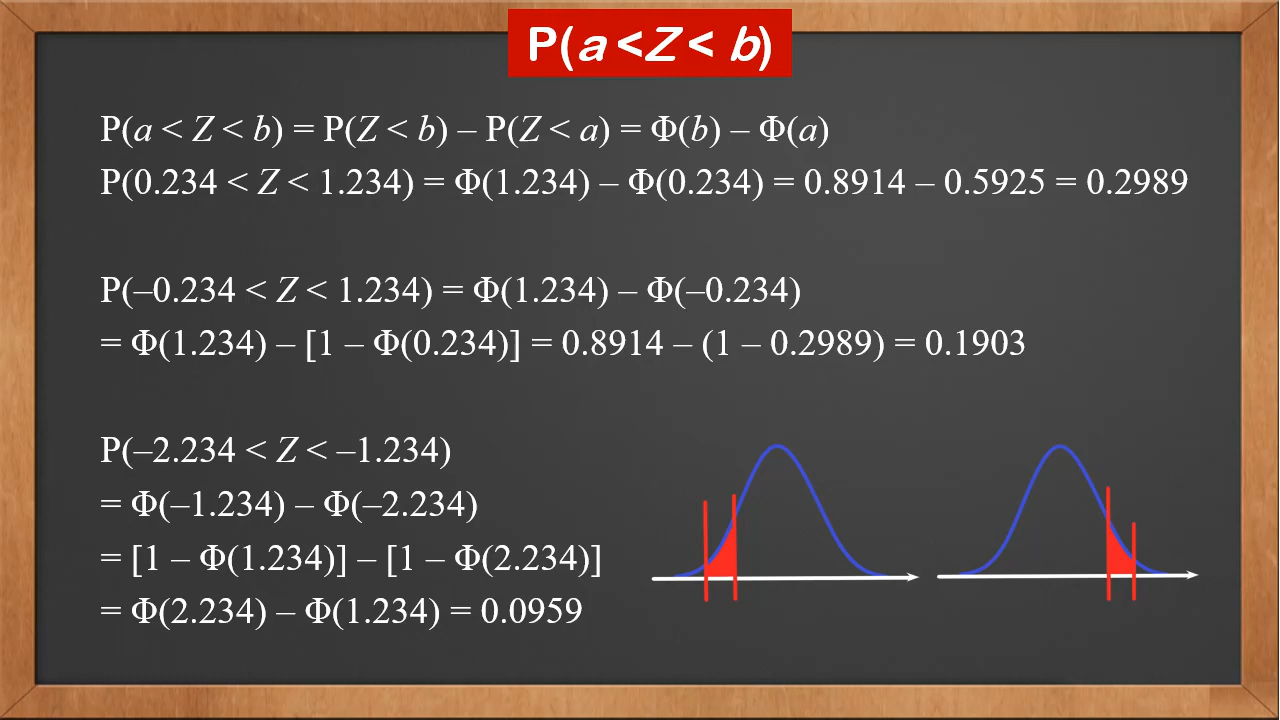 P(a <Z < b)
P(a < Z < b) = P(Z < b) – P(Z < a) = Φ(b) – Φ(a)
P(0.234 < Z < 1.234) = Φ(1.234) – Φ(0.234) = 0.8914 – 0.5925 = 0.2989
P(–0.234 < Z < 1.234) = Φ(1.234) – Φ(–0.234)
= Φ(1.234) – [1 – Φ(0.234)] = 0.8914 – (1 – 0.2989) = 0.1903
P(–2.234 < Z < –1.234)
= Φ(–1.234) – Φ(–2.234)
= [1 – Φ(1.234)] – [1 – Φ(2.234)]
= Φ(2.234) – Φ(1.234) = 0.0959